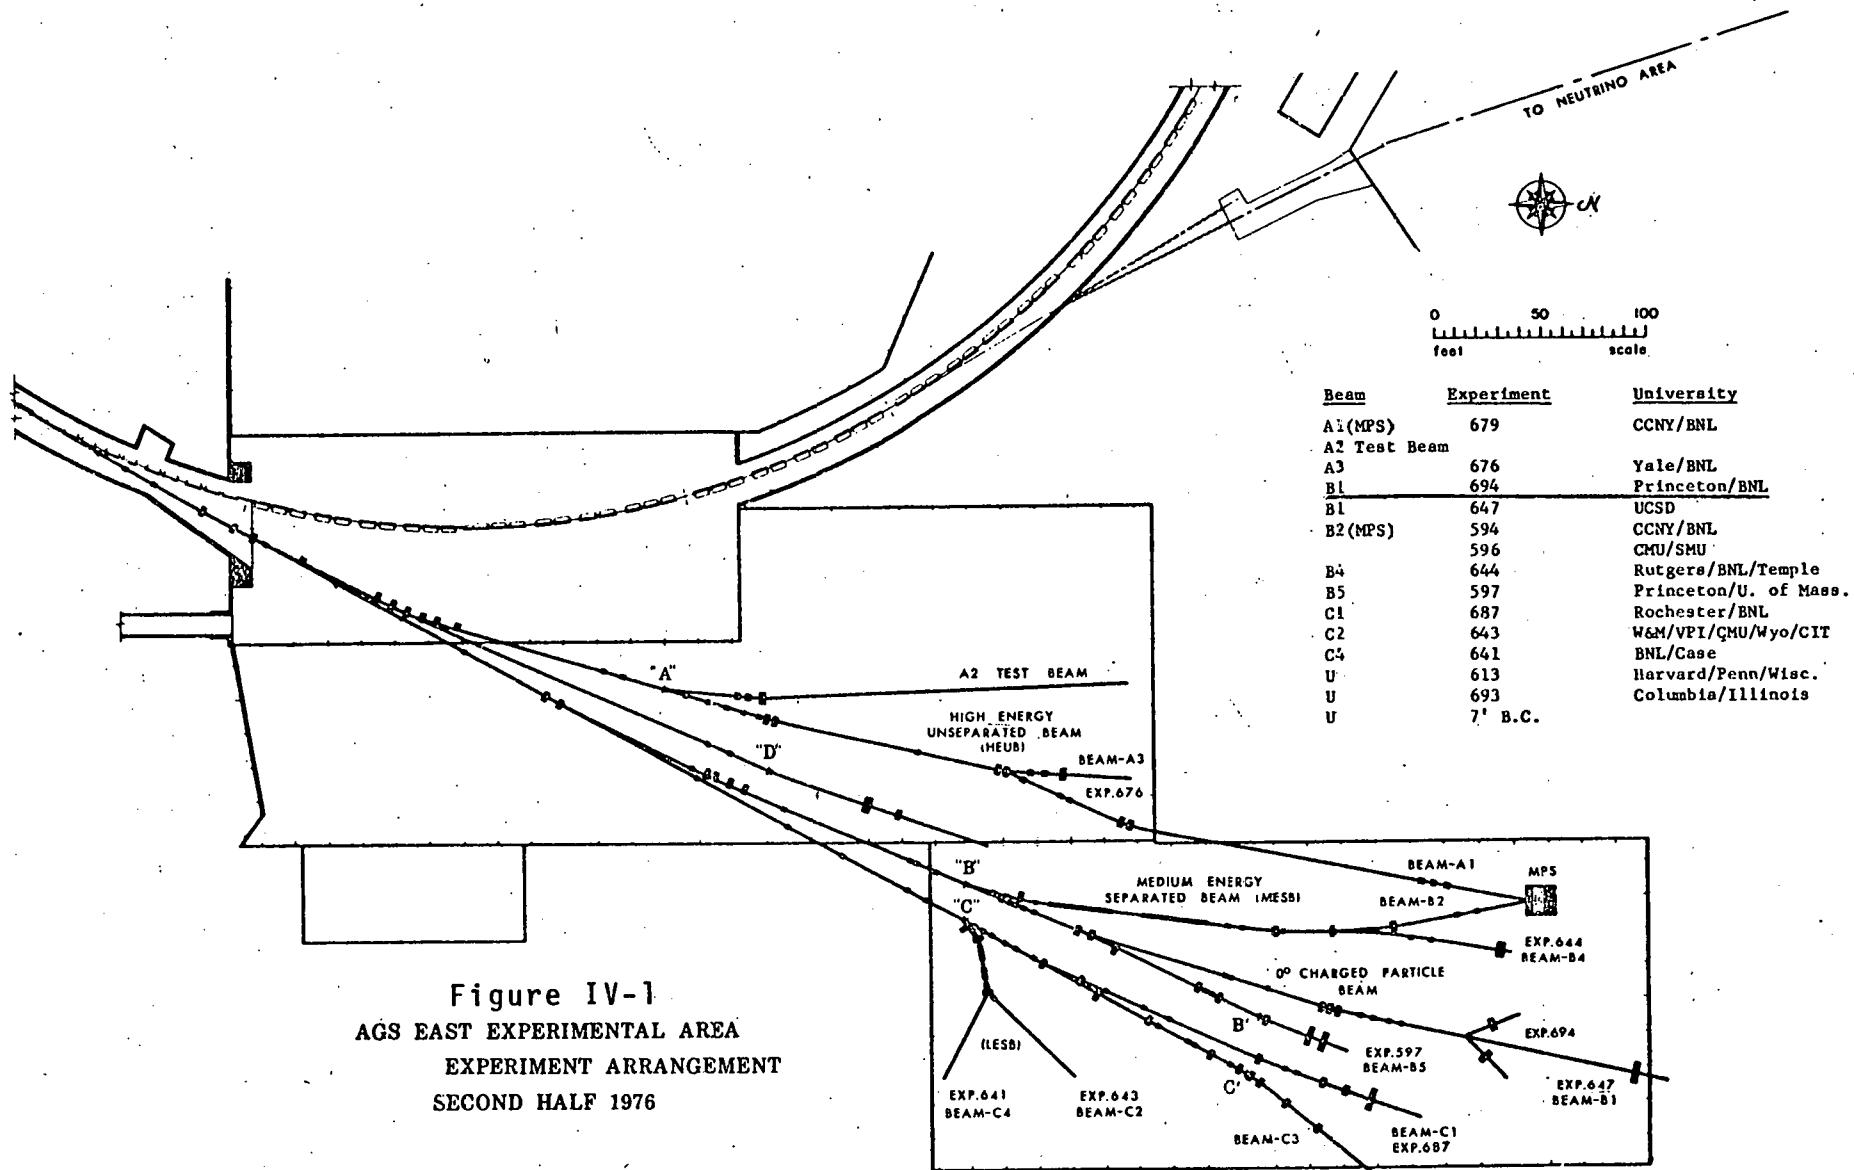 TO NEUTRINO AREA
N
0 50 100
feet scale
Beam Experiment University
A1(MPS) 679 CCNY/BNL
A2 Test Beam
A3 676 Yale/BNL
B1 694 Princeton/BNL
B1 647 UCSD
B2(MPS) 594 CCNY/BNL
596 CMU/SMU
B4 644 Rutgers/BNL/Temple
B5 597 Princeton/U. of Mass.
C1 687 Rochester/BNL
C2 643 W&M/VPI/CMU/Wyo/CIT
C4 641 BNL/Case
U 613 Harvard/Penn/Wisc.
U 693 Columbia/Illinois
U 7' B.C.
"A"
A2 TEST BEAM
HIGH ENERGY
UNSEPARATED BEAM
(HEUB)
"D"
BEAM-A3
EXP.676
"B"
MEDIUM ENERGY
SEPARATED BEAM (MESB)
BEAM-A1
MPS
BEAM-B2
"C"
EXP.644
BEAM-B4
0° CHARGED PARTICLE
BEAM
B'
EXP.694
(LESB)
EXP.597
BEAM-B5
C'
EXP.647
BEAM-B1
EXP.641
BEAM-C4
EXP.643
BEAM-C2
BEAM-C3
BEAM-C1
EXP.687
Figure IV-1
AGS EAST EXPERIMENTAL AREA
EXPERIMENT ARRANGEMENT
SECOND HALF 1976